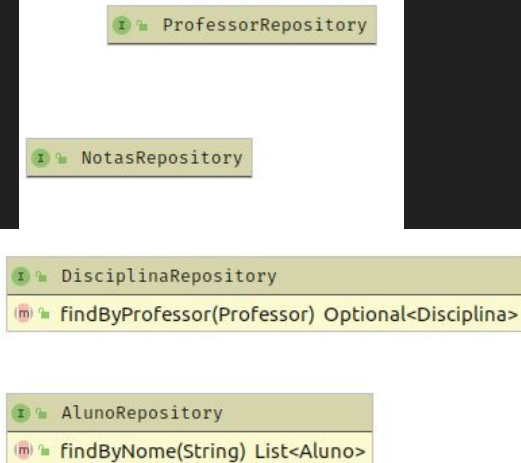 ProfessorRepository
NotasRepository
DisciplinaRepository
findByProfessor(Professor) Optional<Disciplina>
AlunoRepository
findByNome(String) List<Aluno>